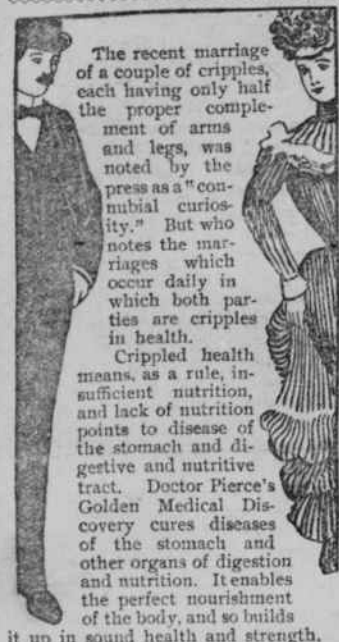 The recent marriage
of a couple of cripples,
each having only half
the proper comple-
ment of arms
and legs, was
noted by the
press as a "con-
nubial curios-
ity." But who
notes the mar-
riages which
occur daily in
which both par-
ties are cripples
in health.
Crippled health
means, as a rule, in-
sufficient nutrition,
and lack of nutrition
points to disease of
the stomach and di-
gestive and nutritive
tract. Doctor Pierce's
Golden Medical Dis-
covery cures diseases
of the stomach and
other organs of digestion
and nutrition. It enables
the perfect nourishment
of the body, and so builds
it up in sound health and strength.